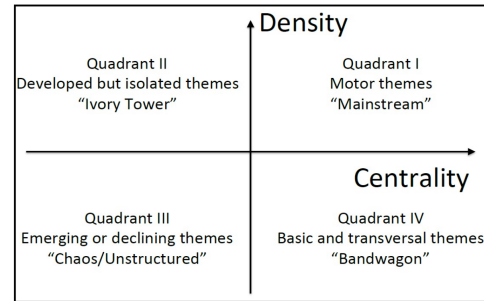 Density
Quadrant II
Developed but isolated themes
“Ivory Tower”
Quadrant I
Motor themes
“Mainstream”
Centrality
Quadrant III
Emerging or declining themes
“Chaos/Unstructured”
Quadrant IV
Basic and transversal themes
“Bandwagon”